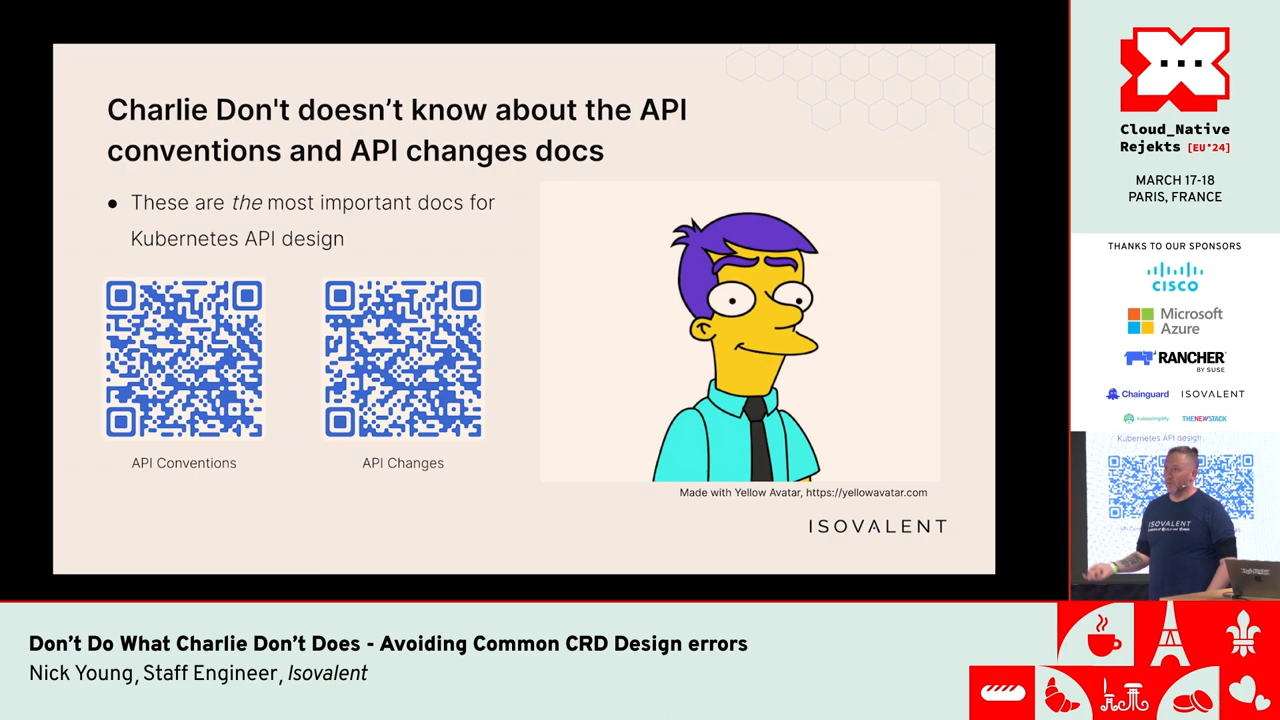 Charlie Don't doesn’t know about the API
conventions and API changes docs
● These are the most important docs for
Kubernetes API design
API Conventions
API Changes
Made with Yellow Avatar, https://yellowavatar.com
ISOVALENT
Cloud_Native
Rejekts [EU'24]
MARCH 17-18
PARIS, FRANCE
THANKS TO OUR SPONSORS
CISCO
Microsoft
Azure
RANCHER
BY SUSE
Chainguard
ISOVALENT
kubesimplify
THENEWSTACK
Kubernetes API design
ISOVALENT
Don’t Do What Charlie Don’t Does - Avoiding Common CRD Design errors
Nick Young, Staff Engineer, Isovalent